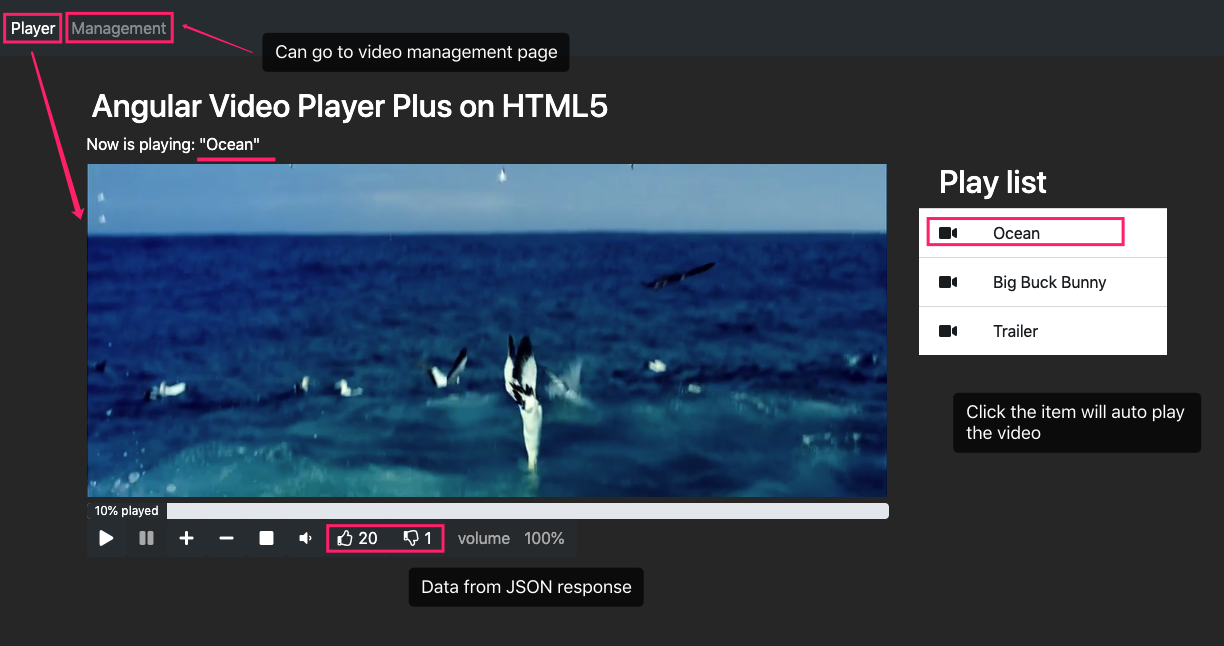 Player Management
Can go to video management page
Angular Video Player Plus on HTML5
Now is playing: "Ocean"
Play list
Ocean
Big Buck Bunny
Trailer
Click the item will auto play
the video
10% played
20 1 volume 100%
Data from JSON response